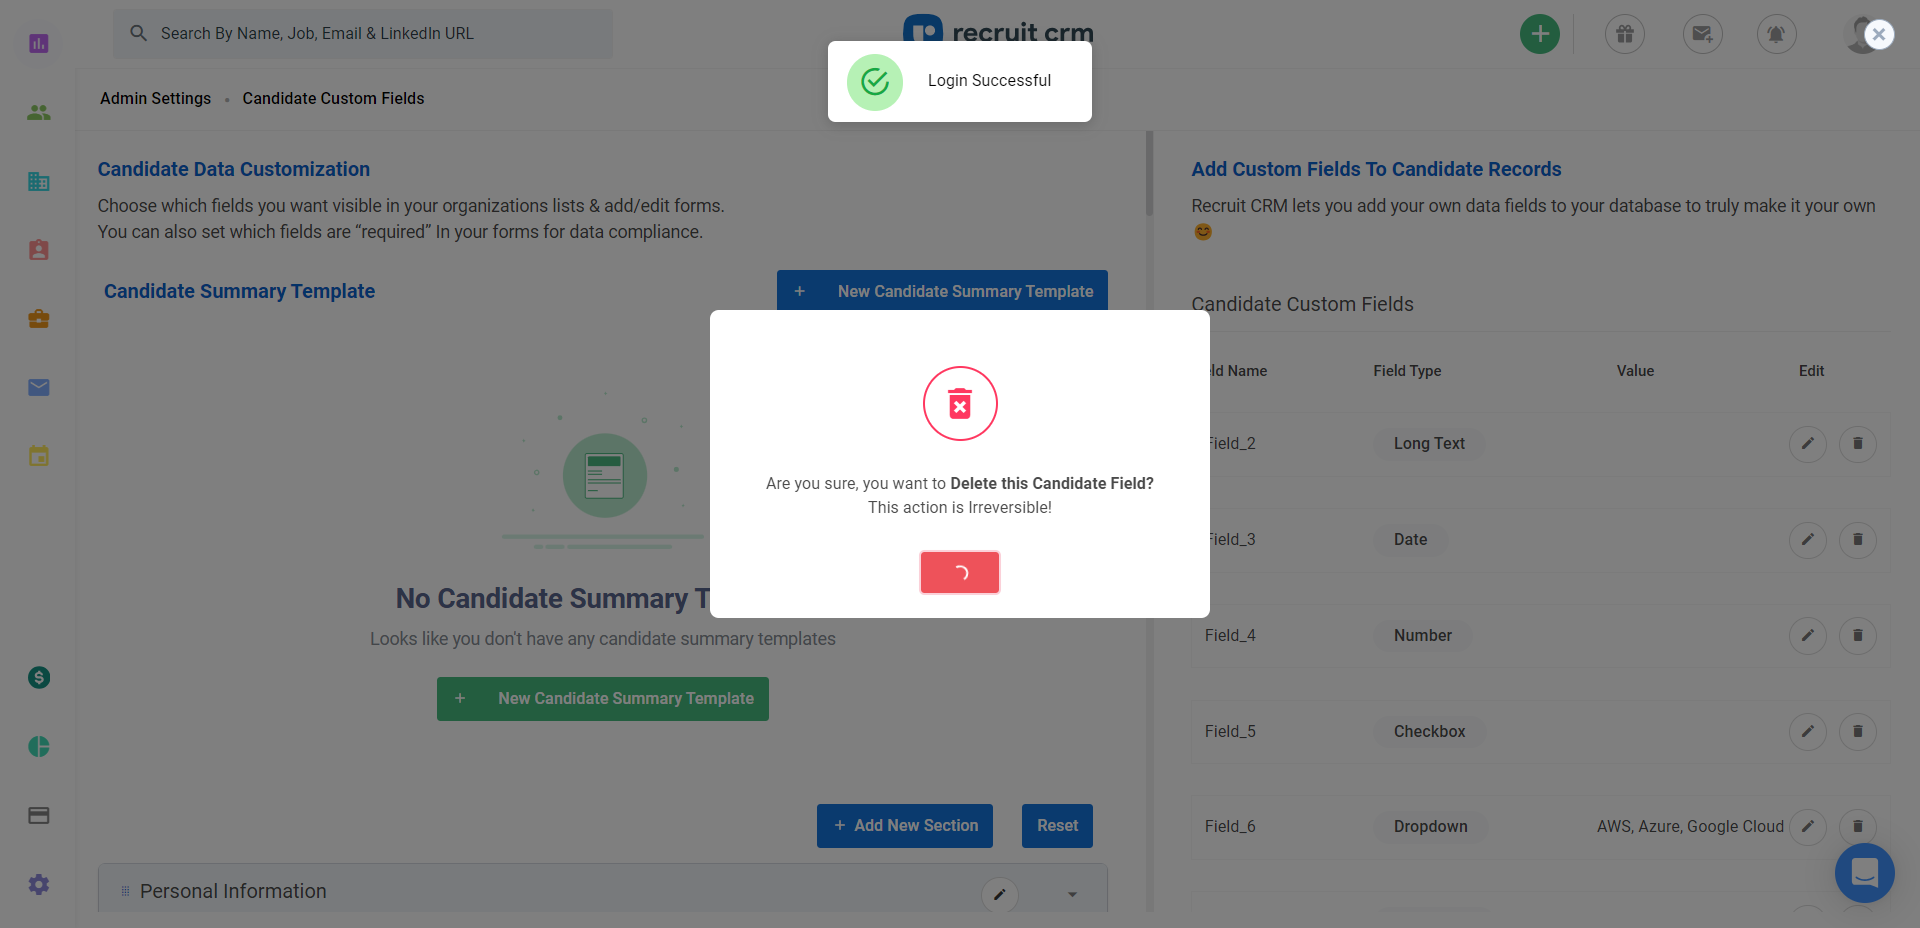 Search By Name, Job, Email & LinkedIn URL
recruit crm
Login Successful
Admin Settings • Candidate Custom Fields
Candidate Data Customization
Choose which fields you want visible in your organizations lists & add/edit forms.
You can also set which fields are “required” In your forms for data compliance.
Candidate Summary Template
+ New Candidate Summary Template
No Candidate Summary T
Looks like you don't have any candidate summary templates
+ New Candidate Summary Template
+ Add New Section
Reset
Personal Information
Are you sure, you want to Delete this Candidate Field?
This action is Irreversible!
Add Custom Fields To Candidate Records
Recruit CRM lets you add your own data fields to your database to truly make it your own
😊
Candidate Custom Fields
ld Name Field Type Value Edit
Field_2 Long Text
Field_3 Date
Field_4 Number
Field_5 Checkbox
Field_6 Dropdown AWS, Azure, Google Cloud